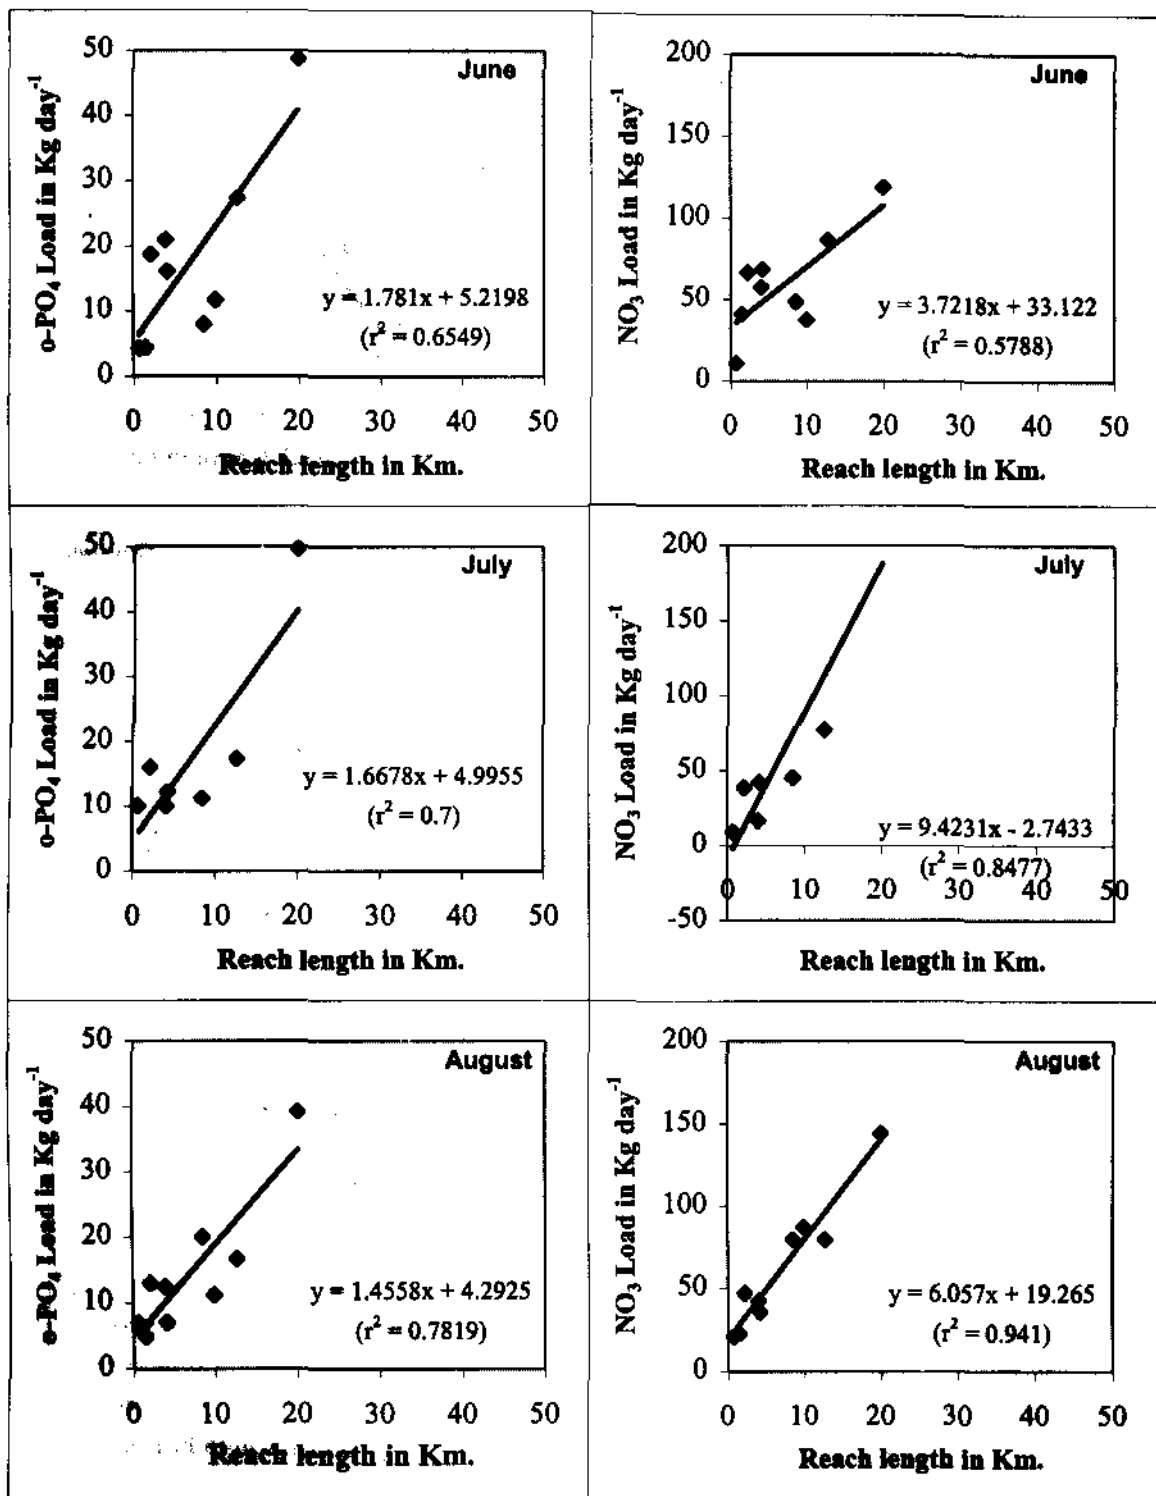 June
o-PO₄ Load in Kg day⁻¹
50
40
30
20
10
0
y = 1.781x + 5.2198
(r² = 0.6549)
0 10 20 30 40 50
Reach length in Km.
June
NO₃ Load in Kg day⁻¹
200
150
100
50
0
y = 3.7218x + 33.122
(r² = 0.5788)
0 10 20 30 40 50
Reach length in Km.
July
o-PO₄ Load in Kg day⁻¹
50
40
30
20
10
0
y = 1.6678x + 4.9955
(r² = 0.7)
0 10 20 30 40 50
Reach length in Km.
July
NO₃ Load in Kg day⁻¹
200
150
100
50
0
-50
y = 9.4231x - 2.7433
(r² = 0.8477)
0 10 20 30 40 50
Reach length in Km.
August
o-PO₄ Load in Kg day⁻¹
50
40
30
20
10
0
y = 1.4558x + 4.2925
(r² = 0.7819)
0 10 20 30 40 50
Reach length in Km.
August
NO₃ Load in Kg day⁻¹
200
150
100
50
0
y = 6.057x + 19.265
(r² = 0.941)
0 10 20 30 40 50
Reach length in Km.